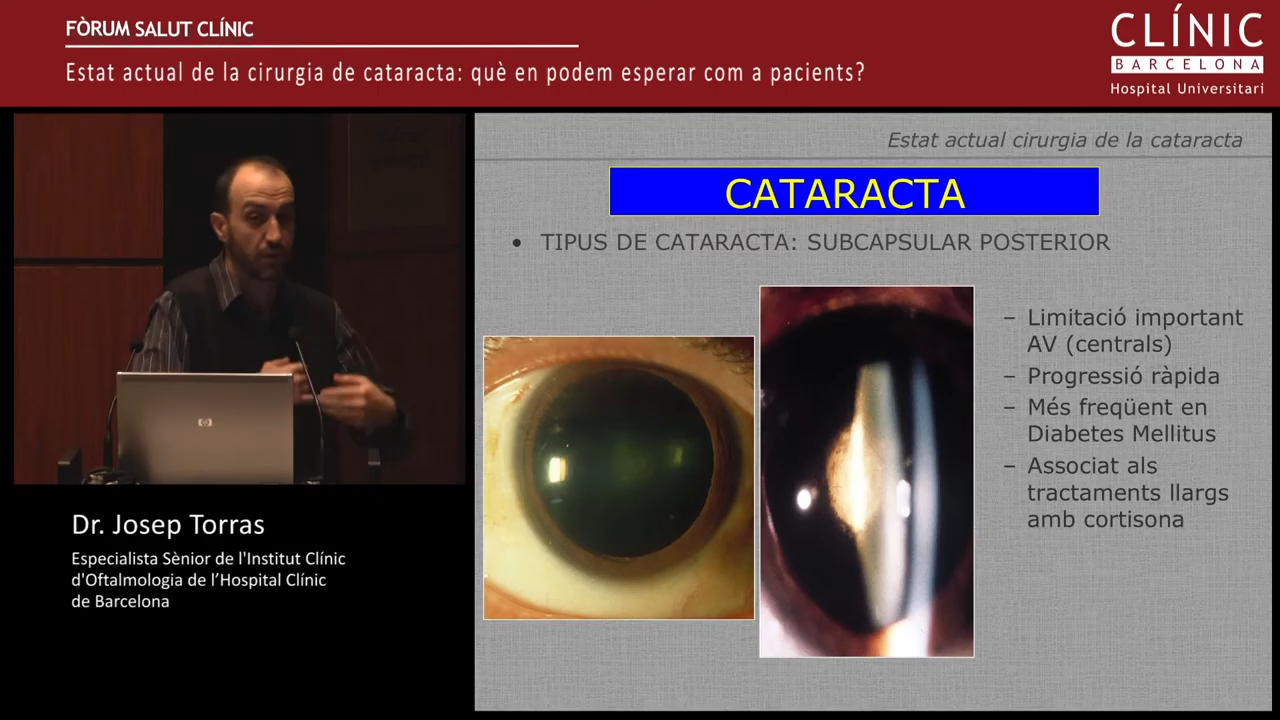 FÒRUM SALUT CLÍNIC
Estat actual de la cirurgia de cataracta: què en podem esperar com a pacients?
CLÍNIC
BARCELONA
Hospital Universitari
Estat actual cirurgia de la cataracta
CATARACTA
• TIPUS DE CATARACTA: SUBCAPSULAR POSTERIOR
– Limitació important
AV (centrals)
– Progressió ràpida
– Més freqüent en
Diabetes Mellitus
– Associat als
tractaments llargs
amb cortisona
hp
Dr. Josep Torras
Especialista Sènior de l'Institut Clínic
d'Oftalmologia de l’Hospital Clínic
de Barcelona